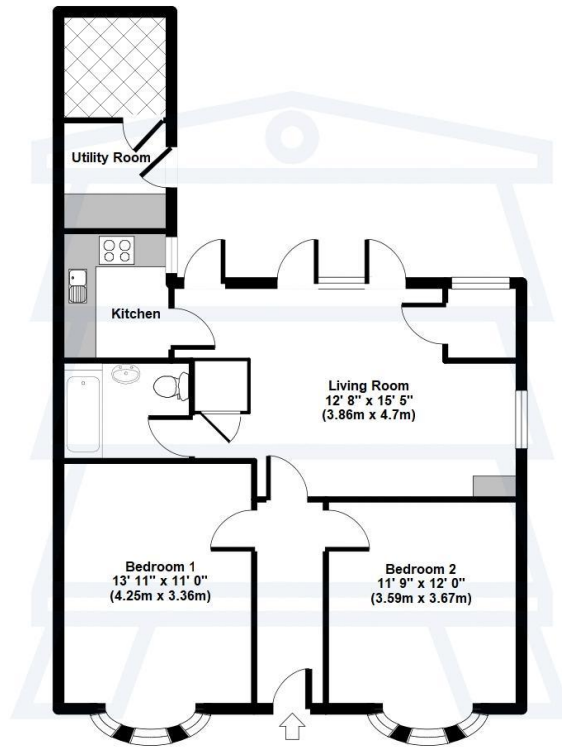 Utility Room
Kitchen
Living Room
12' 8" x 15' 5"
(3.86m x 4.7m)
Bedroom 1
13' 11" x 11' 0"
(4.25m x 3.36m)
Bedroom 2
11' 9" x 12' 0"
(3.59m x 3.67m)